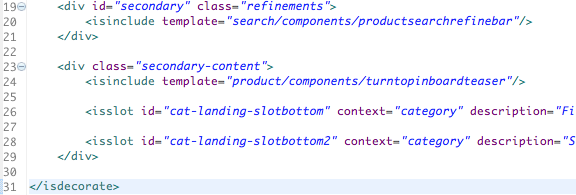 19 <div id="secondary" class="refinements">
20 <isinclude template="search/components/productsearchrefinebar"/>
21 </div>
22
23 <div class="secondary-content">
24 <isinclude template="product/components/turntopinboardteaser"/>
25
26 <isslot id="cat-landing-slotbottom" context="category" description="Fi
27
28 <isslot id="cat-landing-slotbottom2" context="category" description="S
29 </div>
30
31 </isdecorate>